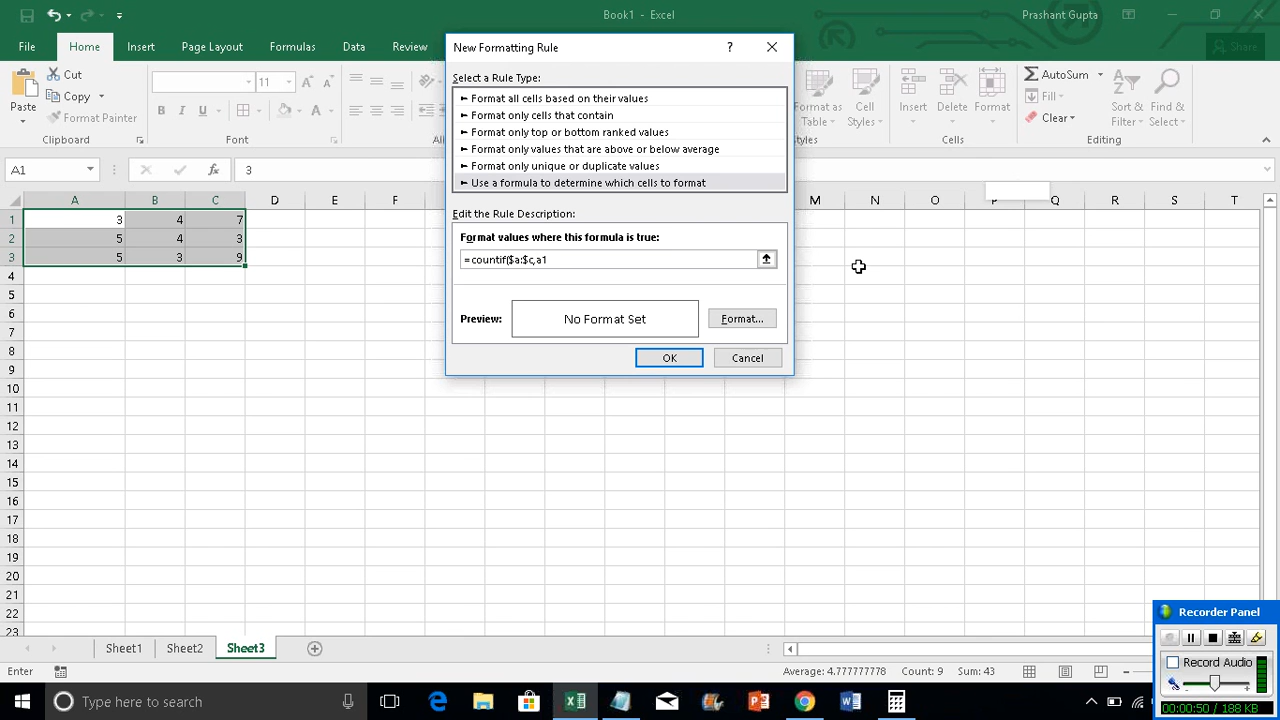 Book1 - Excel
Prashant Gupta
File Home Insert Page Layout Formulas Data Review
Share
Paste
Cut
Copy
Format Painter
Clipboard
11
B I U A
Font
Formatas
Table
Cell
Styles
Insert Delete Format
Cells
AutoSum
Fill
Clear
Sort &
Filter
Find &
Select
Editing
A1
fx
3
New Formatting Rule
?
Select a Rule Type:
Format all cells based on their values
Format only cells that contain
Format only top or bottom ranked values
Format only values that are above or below average
Format only unique or duplicate values
Use a formula to determine which cells to format
Edit the Rule Description:
Format values where this formula is true:
=countif($a:$c,a1
Preview:
No Format Set
Format...
OK
Cancel
A B C D E F M N O P Q R S T
1 3 4 7
2 5 4 3
3 5 3 9
4
5
6
7
8
9
10
11
12
13
14
15
16
17
18
19
20
21
22
23
Sheet1 Sheet2 Sheet3
Enter
Average: 4.777777778 Count: 9 Sum: 43
Recorder Panel
Record Audio
00:00:50 / 188 KB
Type here to search